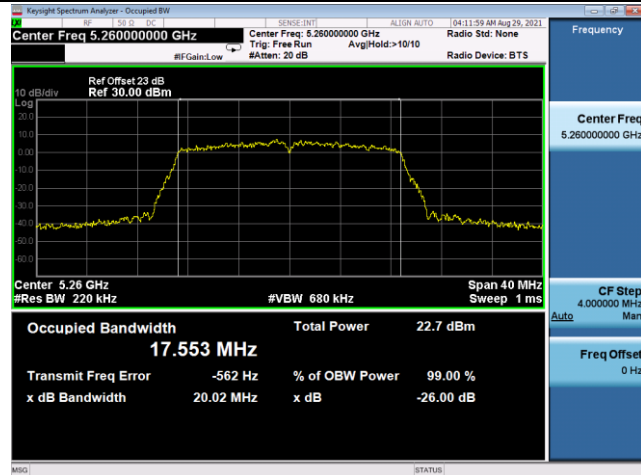 Keysight Spectrum Analyzer - Occupied BW
RF 50 Ω DC SENSE:INT ALIGN AUTO 04:11:59 AM Aug 29, 2021
Center Freq 5.260000000 GHz
Center Freq: 5.260000000 GHz
Radio Std: None
Trig: Free Run Avg|Hold:>10/10
#IFGain:Low
#Atten: 20 dB
Radio Device: BTS
Ref Offset 23 dB
10 dB/div Ref 30.00 dBm
Log
20.0
10.0
0.00
-10.0
-20.0
-30.0
-40.0
-50.0
-60.0
Center 5.26 GHz Span 40 MHz
#Res BW 220 kHz #VBW 680 kHz Sweep 1 ms
Occupied Bandwidth Total Power 22.7 dBm
17.553 MHz
Transmit Freq Error -562 Hz % of OBW Power 99.00 %
x dB Bandwidth 20.02 MHz x dB -26.00 dB
MSG STATUS
Frequency
Center Freq
5.260000000 GHz
CF Step
4.000000 MHz
Auto Man
Freq Offset
0 Hz